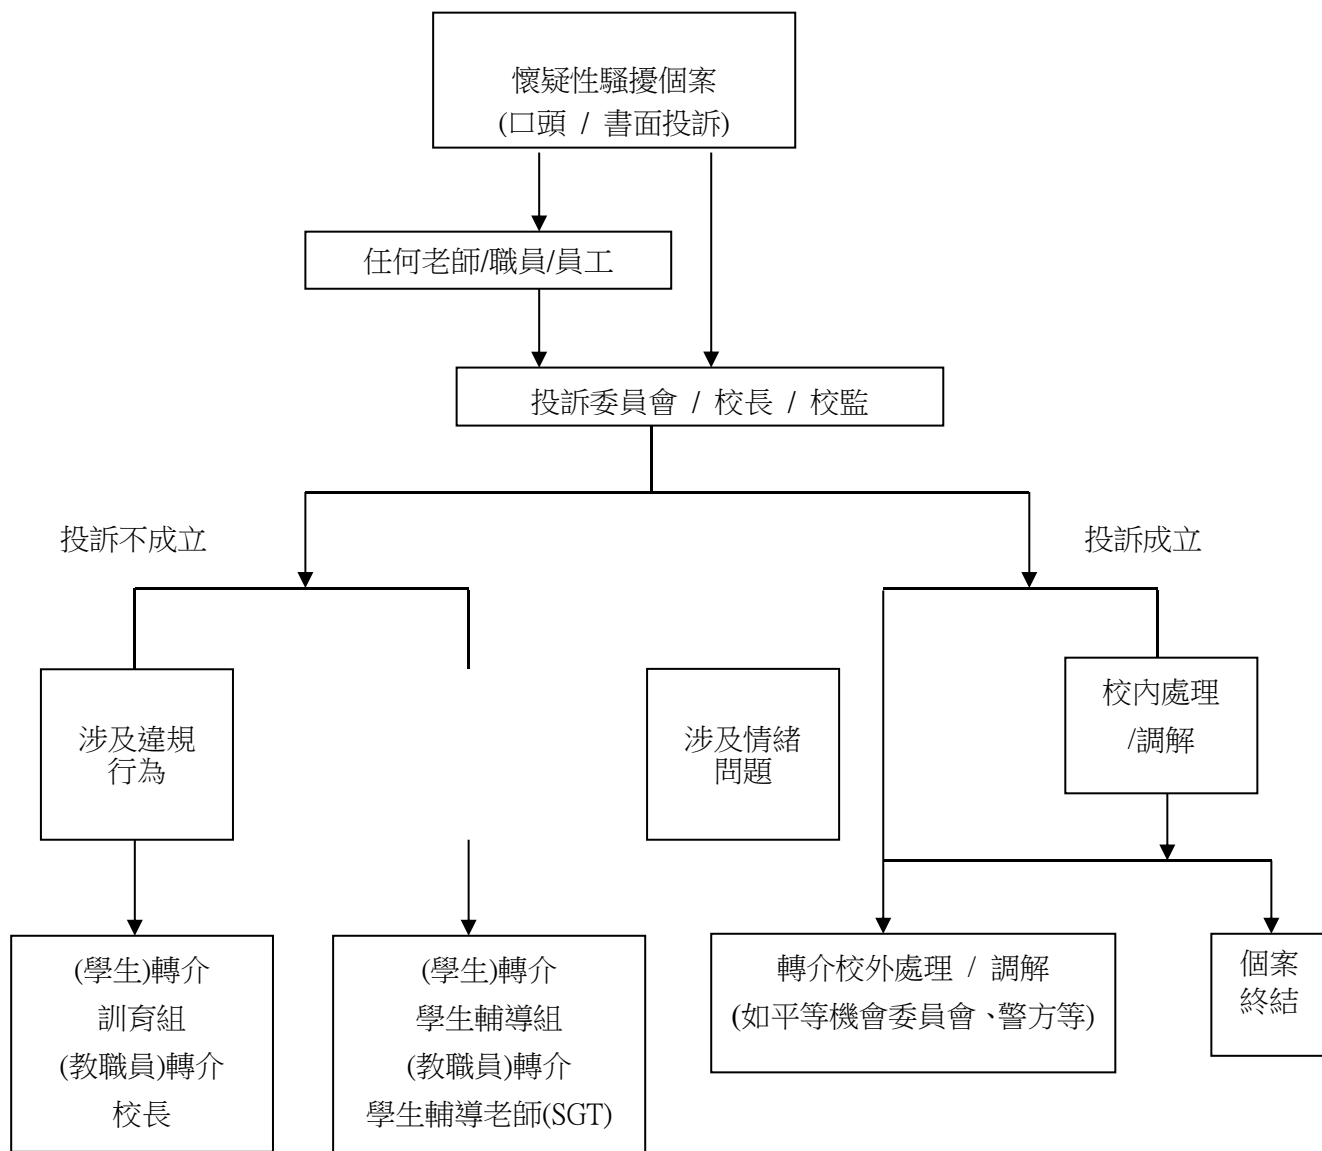 懷疑性騷擾個案
(口頭 / 書面投訴)
任何老師/職員/員工
投訴委員會 / 校長 / 校監
投訴不成立
投訴成立
涉及違規
行為
涉及情緒
問題
校內處理
/調解
(學生)轉介
訓育組
(教職員)轉介
校長
(學生)轉介
學生輔導組
(教職員)轉介
學生輔導老師(SGT)
轉介校外處理 / 調解
(如平等機會委員會、警方等)
個案
終結